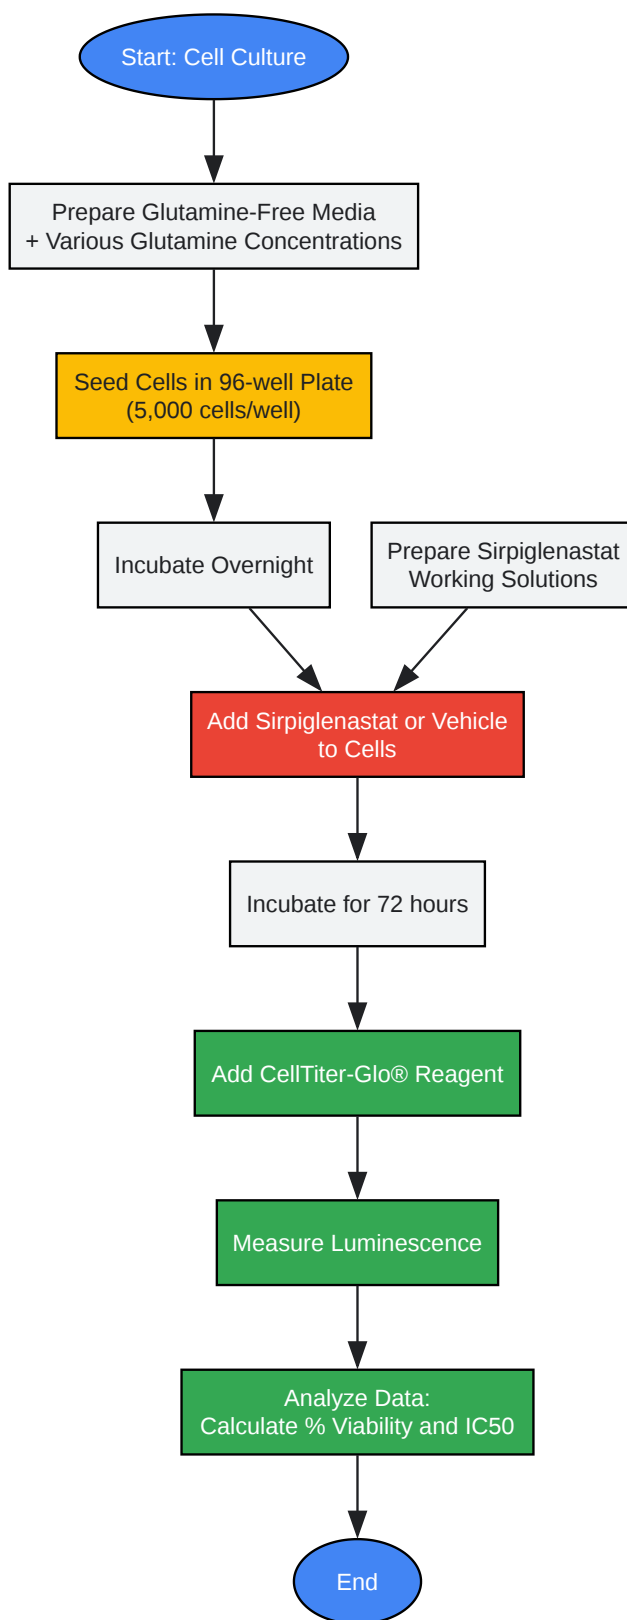 Start: Cell Culture
Prepare Glutamine-Free Media
+ Various Glutamine Concentrations
Seed Cells in 96-well Plate
(5,000 cells/well)
Incubate Overnight
Prepare Sirpiglenastat
Working Solutions
Add Sirpiglenastat or Vehicle
to Cells
Incubate for 72 hours
Add CellTiter-Glo® Reagent
Measure Luminescence
Analyze Data:
Calculate % Viability and IC50
End